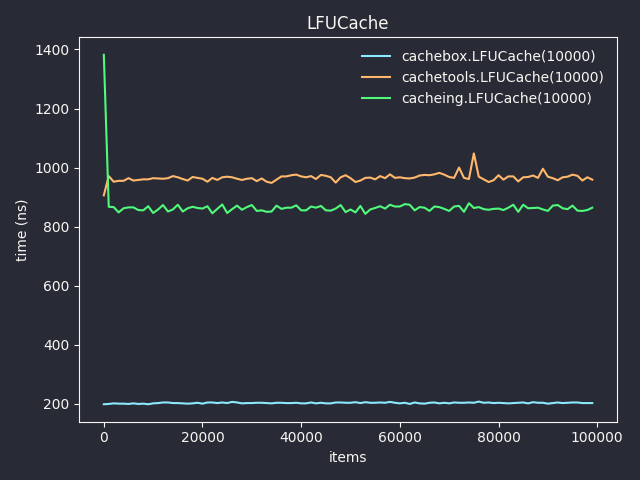 LFUCache
cachebox.LFUCache(10000)
cachetools.LFUCache(10000)
cacheing.LFUCache(10000)
time (ns)
1400
1200
1000
800
600
400
200
0
20000
40000
60000
80000
100000
items